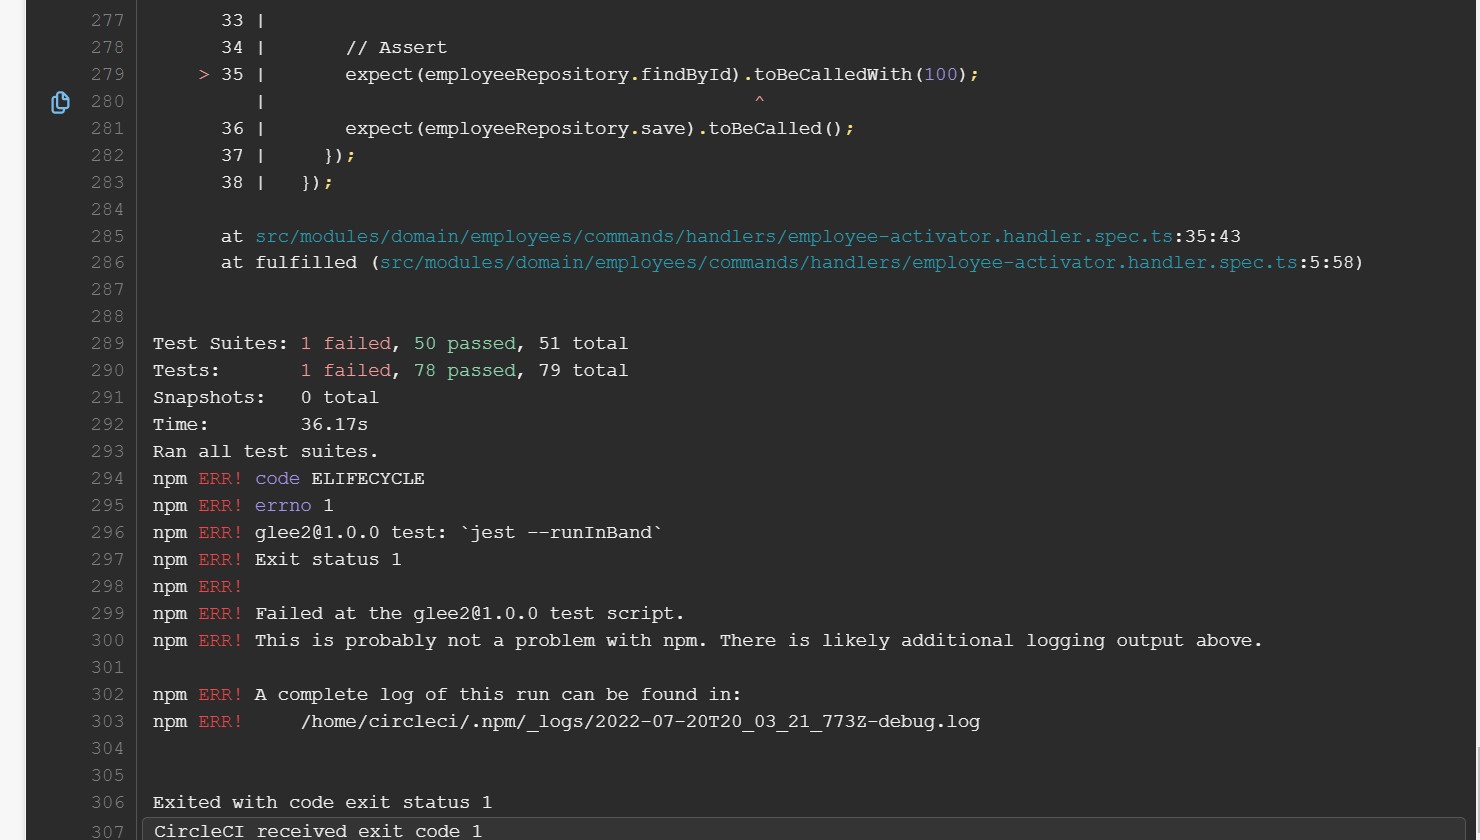 277 33 |
278 34 | // Assert
279 > 35 | expect(employeeRepository.findById).toBeCalledWith(100);
280 | ^
281 36 | expect(employeeRepository.save).toBeCalled();
282 37 | });
283 38 | });
284
285 at src/modules/domain/employees/commands/handlers/employee-activator.handler.spec.ts:35:43
286 at fulfilled (src/modules/domain/employees/commands/handlers/employee-activator.handler.spec.ts:5:58)
287
288
289 Test Suites: 1 failed, 50 passed, 51 total
290 Tests: 1 failed, 78 passed, 79 total
291 Snapshots: 0 total
292 Time: 36.17s
293 Ran all test suites.
294 npm ERR! code ELIFECYCLE
295 npm ERR! errno 1
296 npm ERR! glee2@1.0.0 test: `jest --runInBand`
297 npm ERR! Exit status 1
298 npm ERR!
299 npm ERR! Failed at the glee2@1.0.0 test script.
300 npm ERR! This is probably not a problem with npm. There is likely additional logging output above.
301
302 npm ERR! A complete log of this run can be found in:
303 npm ERR! /home/circleci/.npm/_logs/2022-07-20T20_03_21_773Z-debug.log
304
305
306 Exited with code exit status 1
307 CircleCI received exit code 1